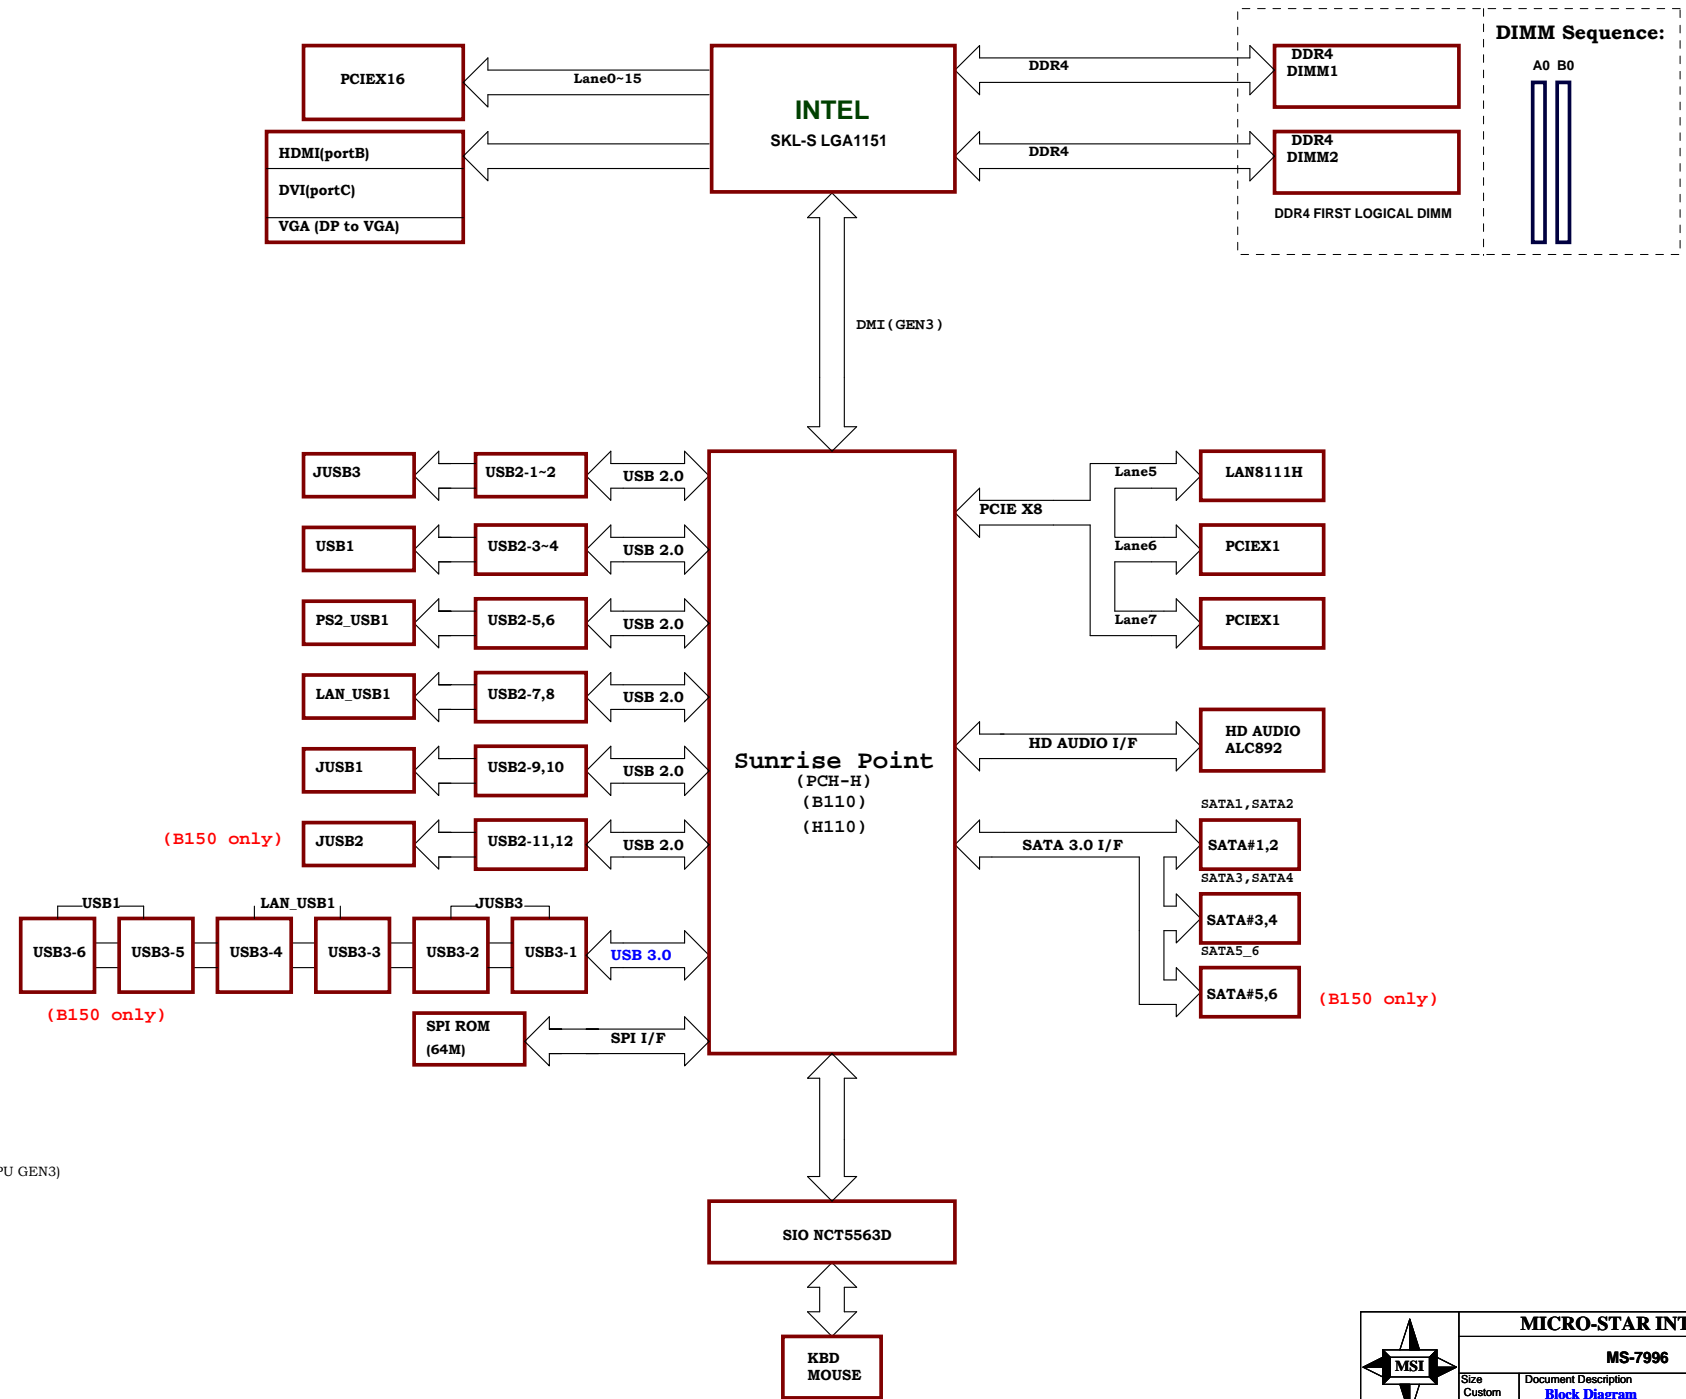 DIMM Sequence:
A0 B0
PCIEX16
Lane0~15
INTEL
SKL-S LGA1151
DDR4
DDR4
DIMM1
HDMI(portB)
DVI(portC)
VGA (DP to VGA)
DDR4
DDR4
DIMM2
DDR4 FIRST LOGICAL DIMM
DMI(GEN3)
JUSB3
USB2-1~2
USB 2.0
USB1
USB2-3~4
USB 2.0
PS2_USB1
USB2-5,6
USB 2.0
LAN_USB1
USB2-7,8
USB 2.0
JUSB1
USB2-9,10
USB 2.0
(B150 only)
JUSB2
USB2-11,12
USB 2.0
Sunrise Point
(PCH-H)
(B110)
(H110)
PCIE X8
Lane5
LAN8111H
Lane6
PCIEX1
Lane7
PCIEX1
HD AUDIO I/F
HD AUDIO
ALC892
SATA 3.0 I/F
SATA1,SATA2
SATA#1,2
SATA3,SATA4
SATA#3,4
SATA5_6
SATA#5,6
(B150 only)
USB1
LAN_USB1
JUSB3
USB3-6
USB3-5
USB3-4
USB3-3
USB3-2
USB3-1
USB 3.0
(B150 only)
SPI ROM
(64M)
SPI I/F
PU GEN3)
SIO NCT5563D
KBD
MOUSE
MSI
MICRO-STAR INT
MS-7996
Size
Custom
Document Description
Block Diagram